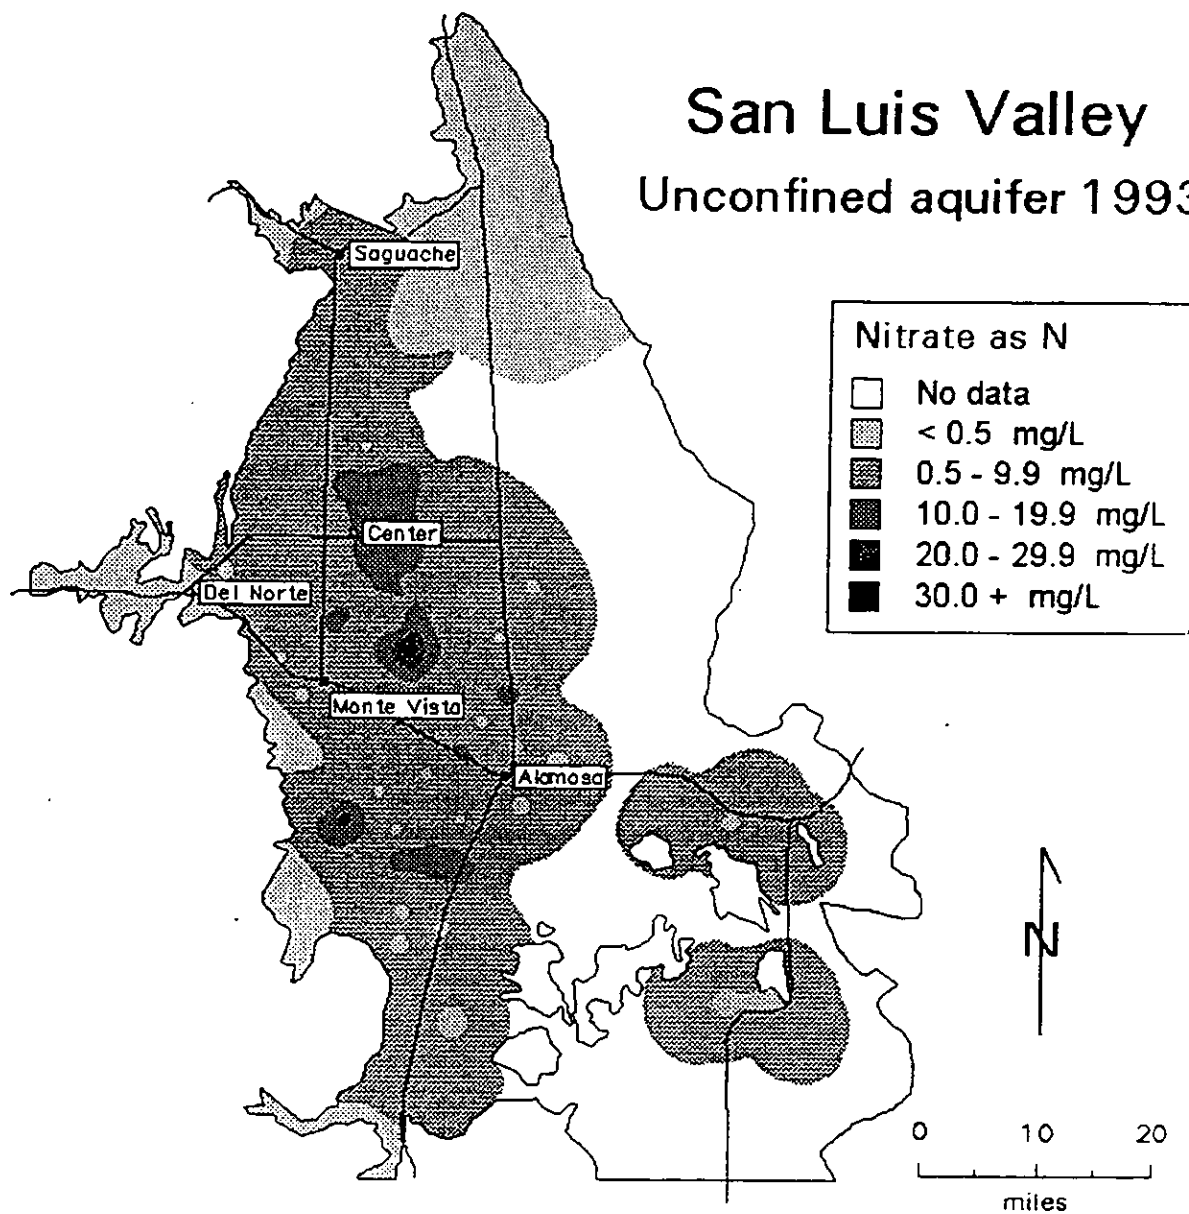 San Luis Valley
Unconfined aquifer 1993
Saguache
Nitrate as N
No data
< 0.5 mg/L
0.5 - 9.9 mg/L
10.0 - 19.9 mg/L
20.0 - 29.9 mg/L
30.0 + mg/L
Center
Del Norte
Monte Vista
Alamosa
N
0 10 20
miles